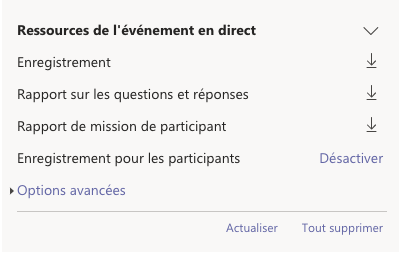 Ressources de l'événement en direct
Enregistrement
Rapport sur les questions et réponses
Rapport de mission de participant
Enregistrement pour les participants Désactiver
Options avancées
Actualiser Tout supprimer